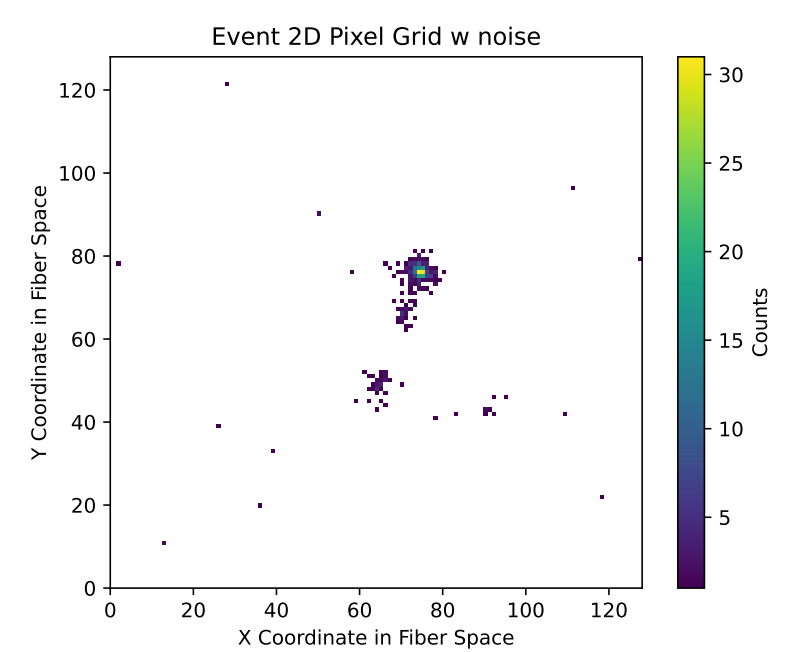 Event 2D Pixel Grid w noise
Y Coordinate in Fiber Space
120
100
80
60
40
20
0
0 20 40 60 80 100 120
X Coordinate in Fiber Space
30
25
20
15
10
5
Counts